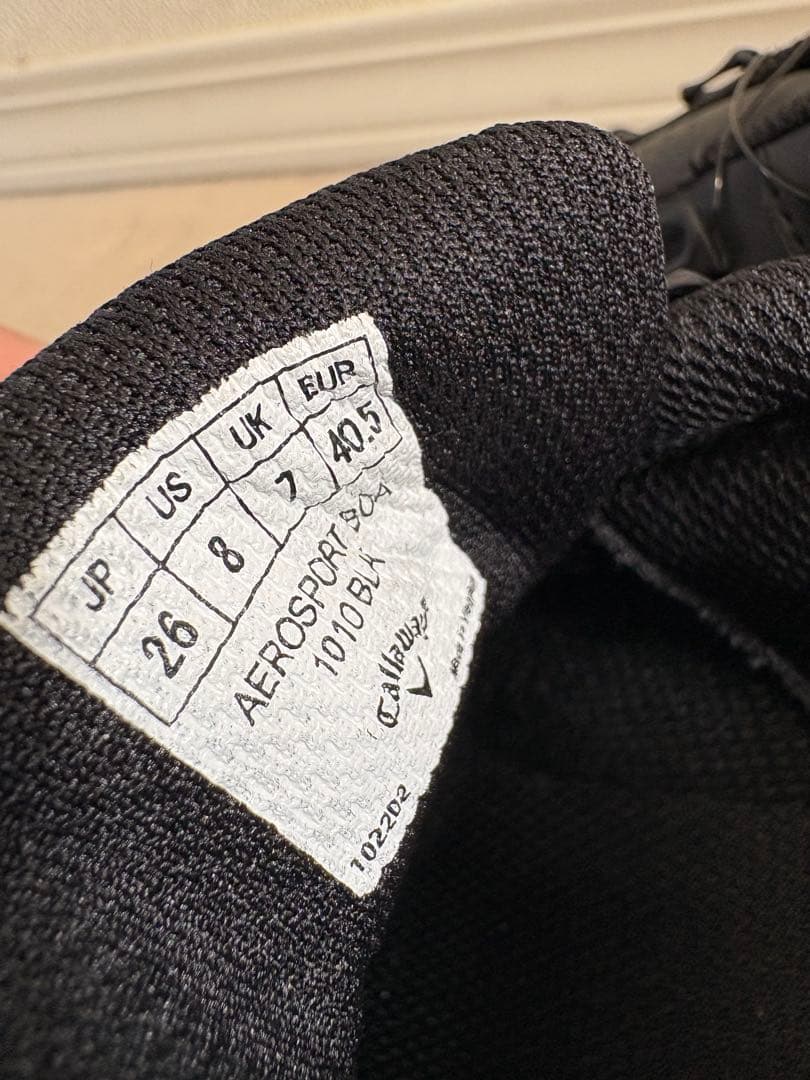 JP US UK EUR
26 8 7 40.5
AEROSPORT BOA
1010 BLK
Callaway
102202